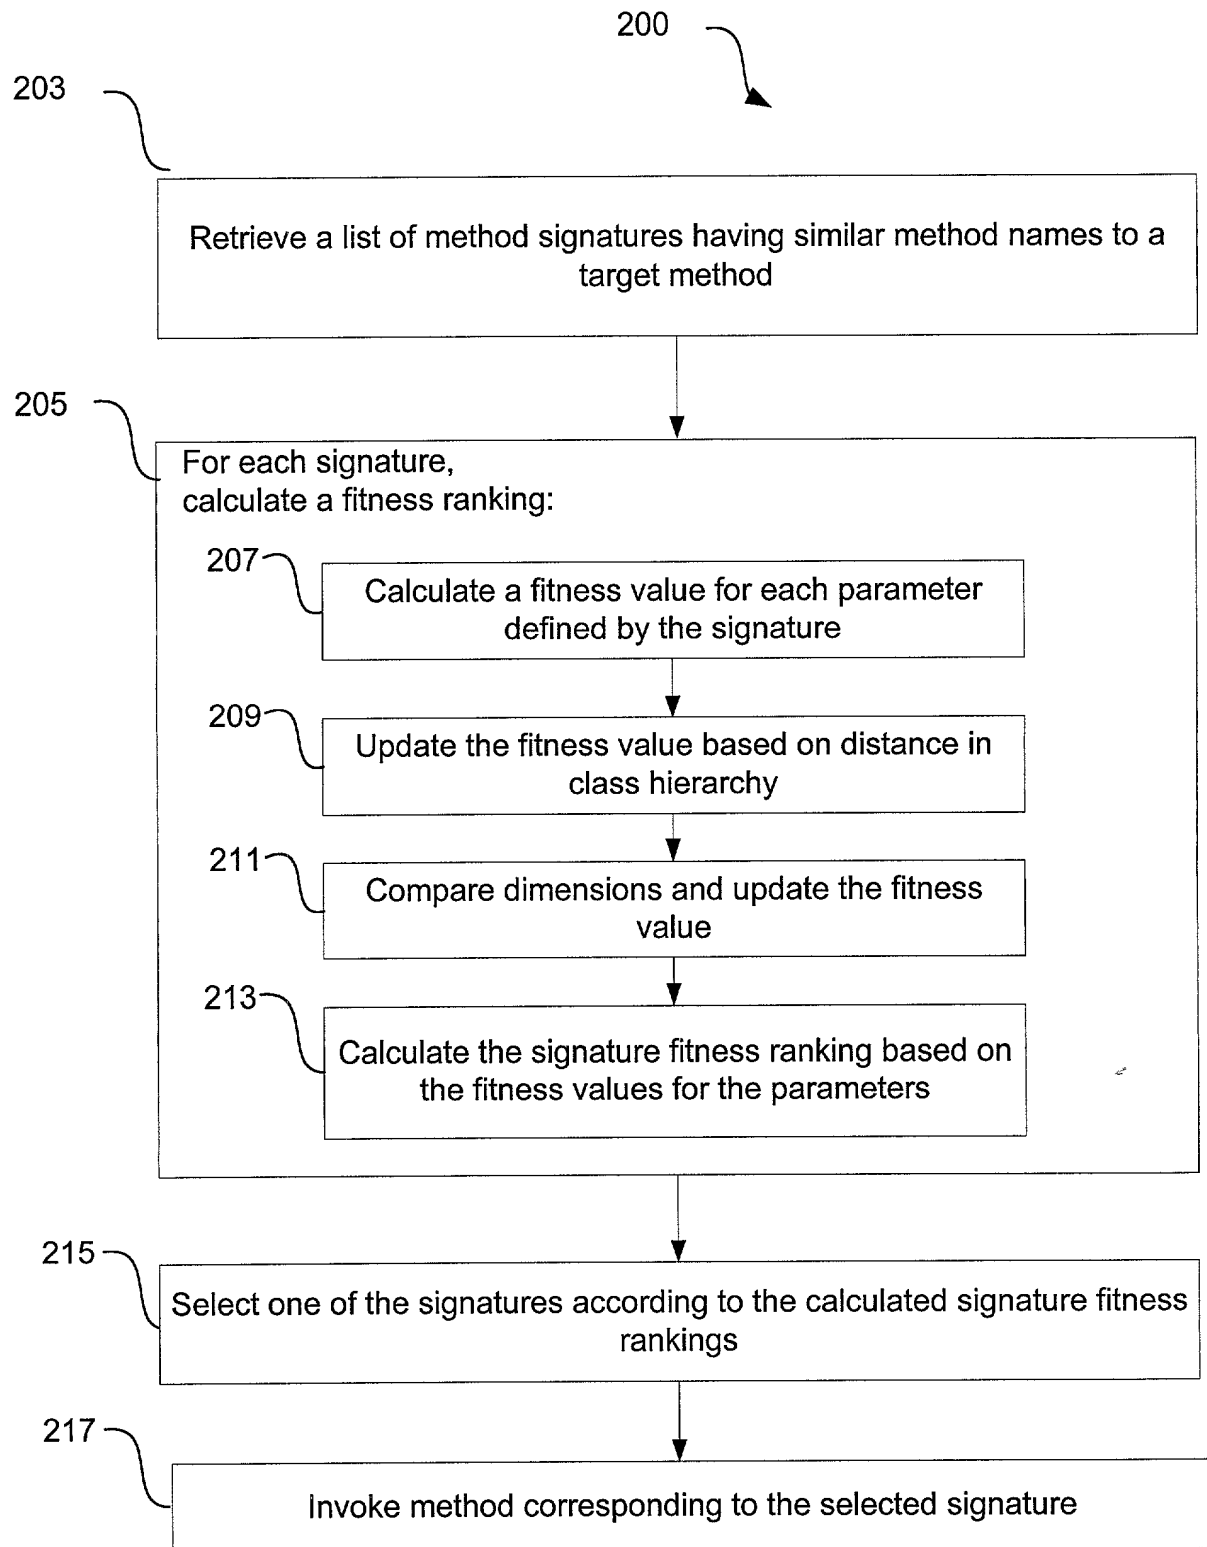 200
203
Retrieve a list of method signatures having similar method names to a
target method
205
For each signature,
calculate a fitness ranking:
207
Calculate a fitness value for each parameter
defined by the signature
209
Update the fitness value based on distance in
class hierarchy
211
Compare dimensions and update the fitness
value
213
Calculate the signature fitness ranking based on
the fitness values for the parameters
215
Select one of the signatures according to the calculated signature fitness
rankings
217
Invoke method corresponding to the selected signature